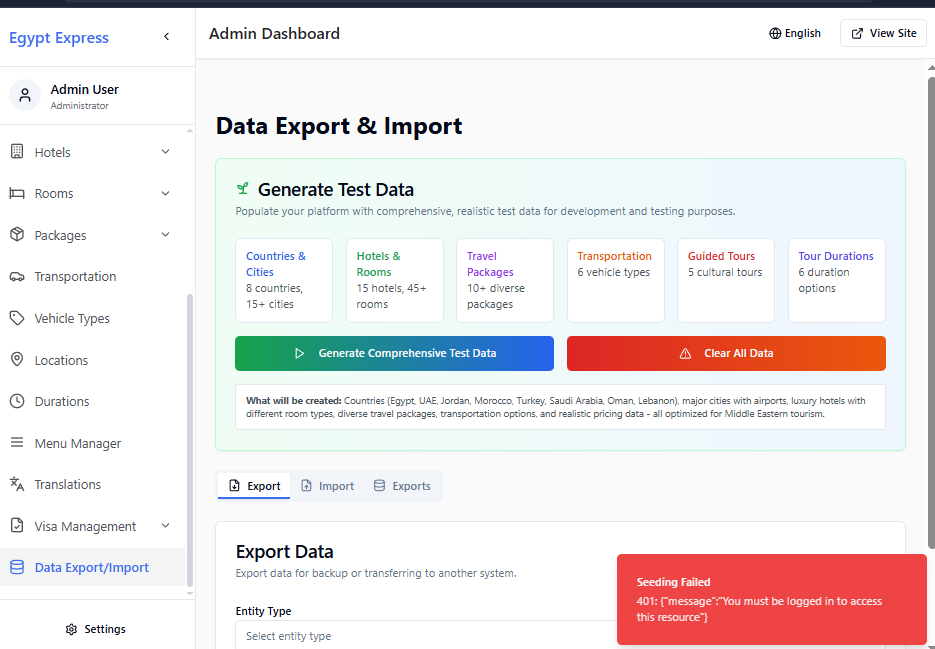 Egypt Express
Admin Dashboard
English
View Site
Admin User
Administrator
Hotels
Rooms
Packages
Transportation
Vehicle Types
Locations
Durations
Menu Manager
Translations
Visa Management
Data Export/Import
Settings
Data Export & Import
Generate Test Data
Populate your platform with comprehensive, realistic test data for development and testing purposes.
Countries &
Cities
8 countries,
15+ cities
Hotels &
Rooms
15 hotels, 45+
rooms
Travel
Packages
10+ diverse
packages
Transportation
6 vehicle types
Guided Tours
5 cultural tours
Tour Durations
6 duration
options
Generate Comprehensive Test Data
Clear All Data
What will be created: Countries (Egypt, UAE, Jordan, Morocco, Turkey, Saudi Arabia, Oman, Lebanon), major cities with airports, luxury hotels with
different room types, diverse travel packages, transportation options, and realistic pricing data - all optimized for Middle Eastern tourism.
Export
Import
Exports
Export Data
Export data for backup or transferring to another system.
Entity Type
Select entity type
Seeding Failed
401: {"message":"You must be logged in to access
this resource"}